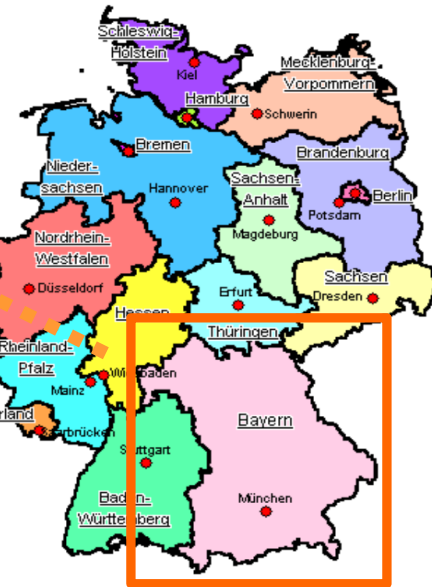 Schleswig-
Holstein
Kiel
Mecklenburg-
Vorpommern
Hamburg
Schwerin
Bremen
Brandenburg
Nieder-
sachsen
Hannover
Sachsen-
Anhalt
Berlin
Potsdam
Magdeburg
Nordrhein-
Westfalen
Düsseldorf
Erfurt
Sachsen
Dresden
Hessen
Thüringen
Rheinland-
Pfalz
Wiesbaden
Mainz
rland
Saarbrücken
Bayern
Stuttgart
Baden-
Württemberg
München